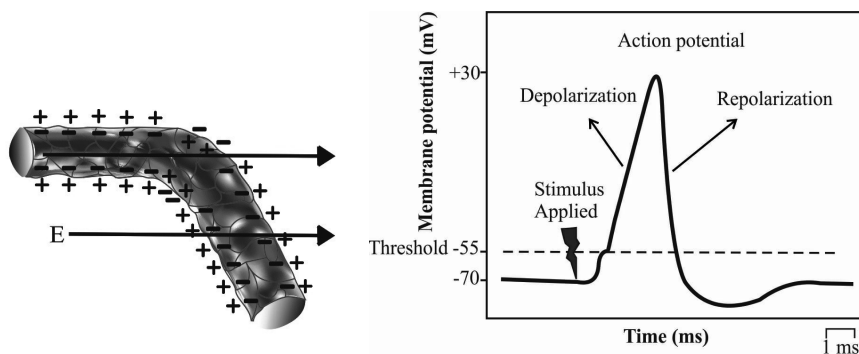 E
Membrane potential (mV)
Action potential
+30
Depolarization
Repolarization
Stimulus
Applied
Threshold -55
-70
Time (ms)
1 ms